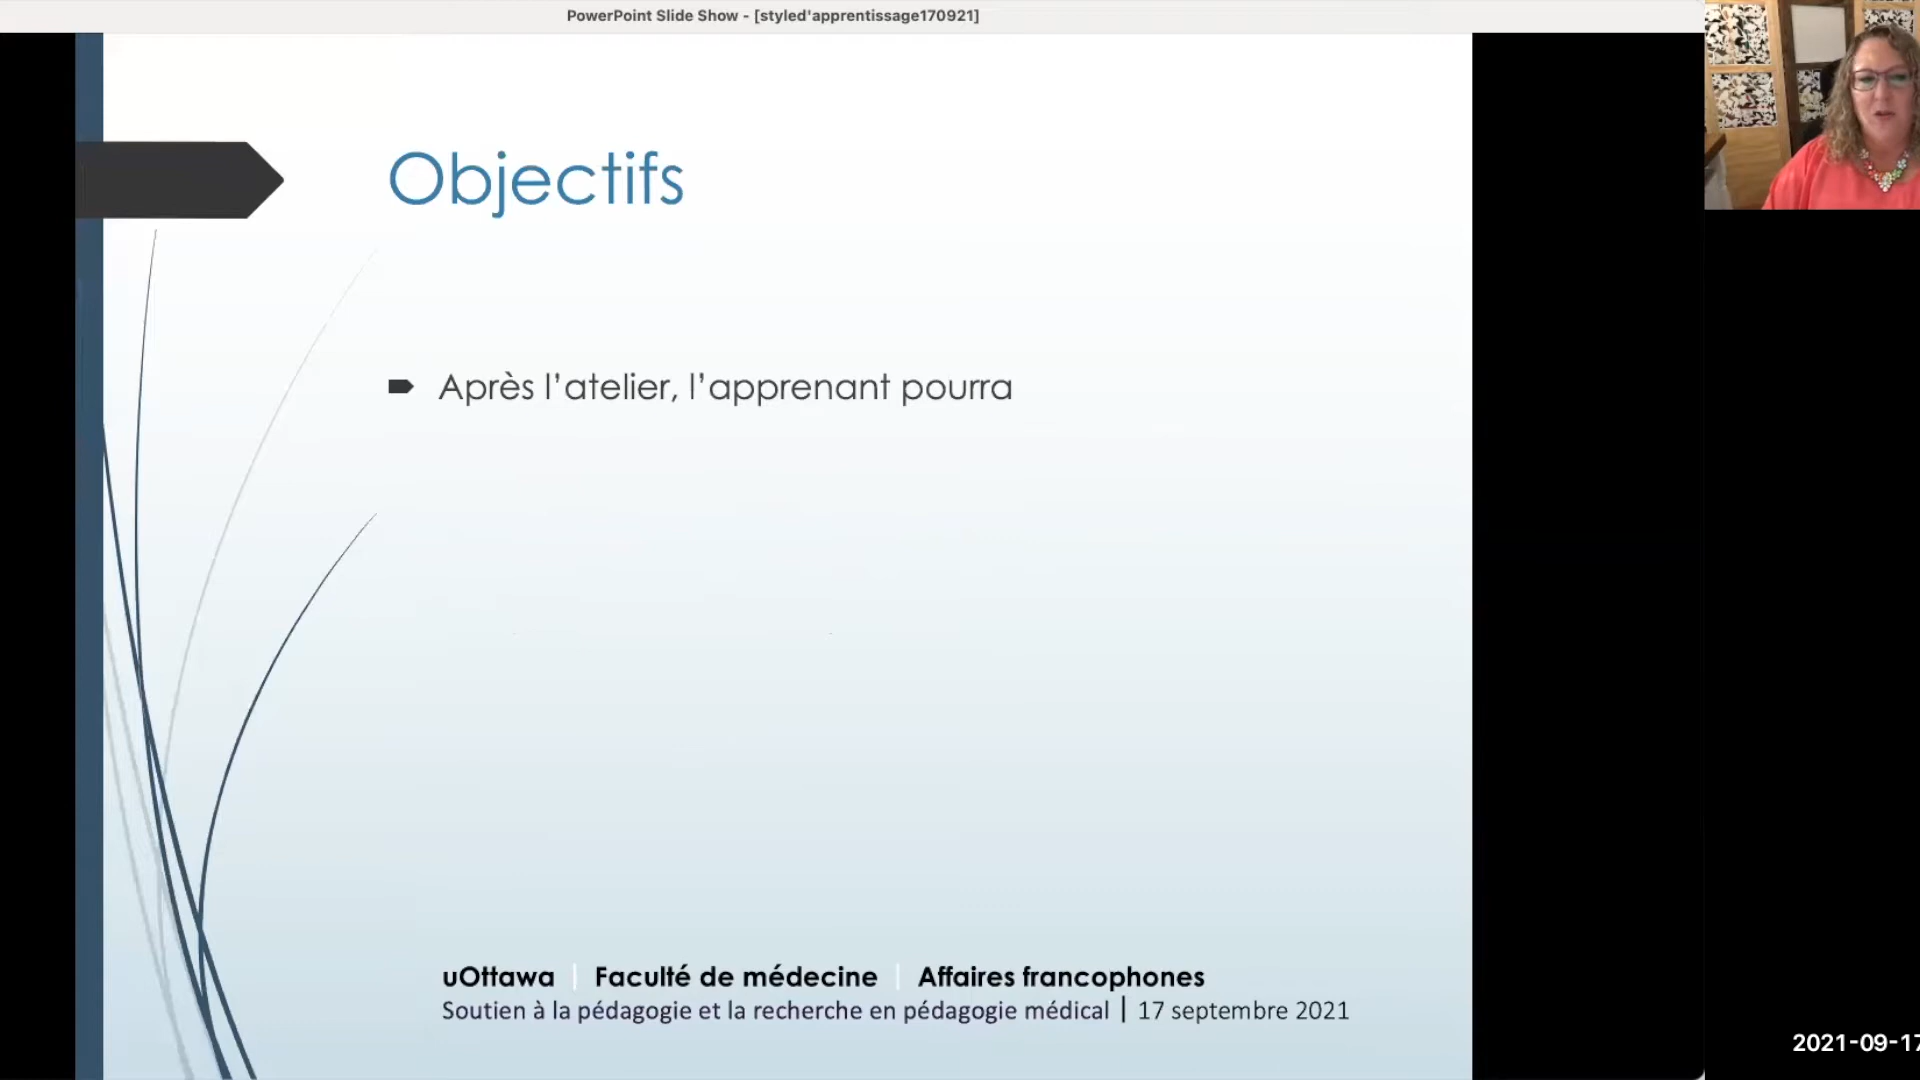 PowerPoint Slide Show - [styled'apprentissage170921]
Objectifs
Après l’atelier, l’apprenant pourra
uOttawa | Faculté de médecine | Affaires francophones
Soutien à la pédagogie et la recherche en pédagogie médical | 17 septembre 2021
2021-09-17